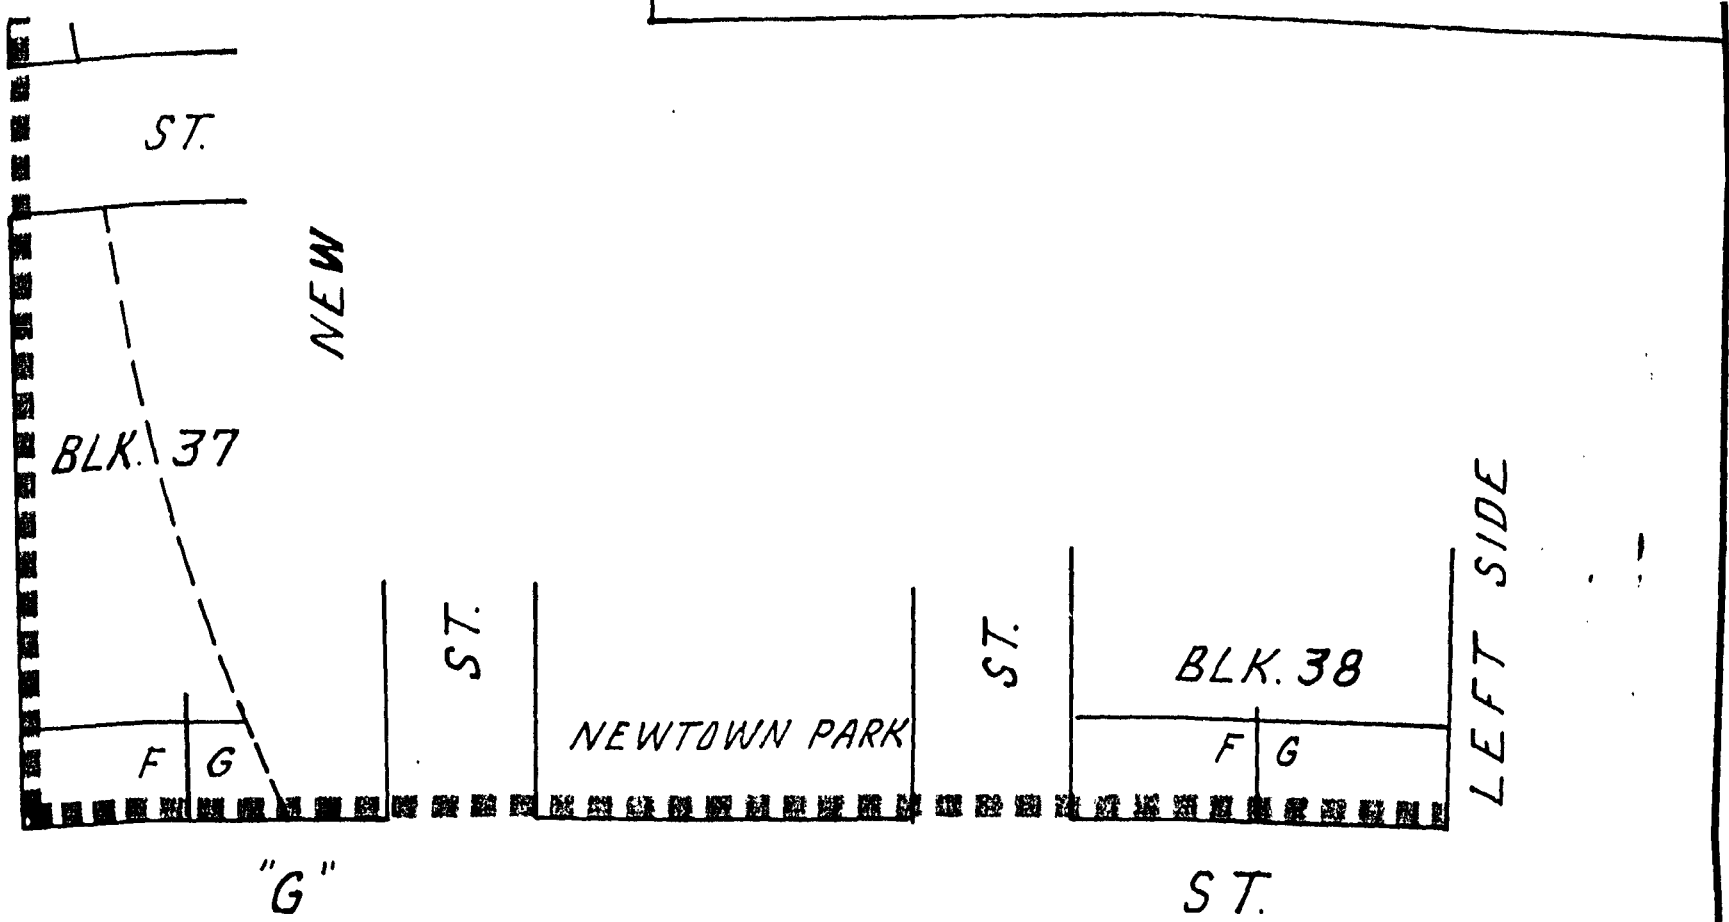 ST.
NEW
BLK. 37
LEFT SIDE
ST.
ST.
BLK. 38
NEWTOWN PARK
F G
F G
"G" ST.